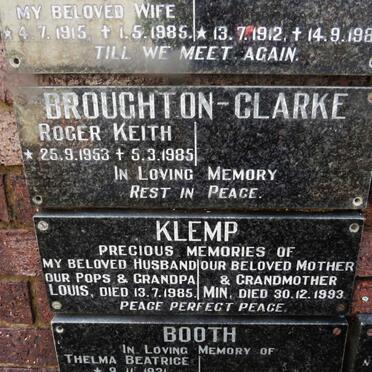 MY BELOVED WIFE
★ 4.7.1915. ✝ 1.5.1985. ★ 13.7.1912. ✝ 14.9.198
TILL WE MEET AGAIN.
BROUGHTON-CLARKE
ROGER KEITH
★ 25.9.1953 ✝ 5.3.1985
IN LOVING MEMORY
REST IN PEACE.
KLEMP
PRECIOUS MEMORIES OF
MY BELOVED HUSBAND OUR BELOVED MOTHER
OUR POPS & GRANDPA & GRANDMOTHER
LOUIS, DIED 13.7.1985. MIN, DIED 30.12.1993
PEACE PERFECT PEACE.
BOOTH
IN LOVING MEMORY OF
THELMA BEATRICE